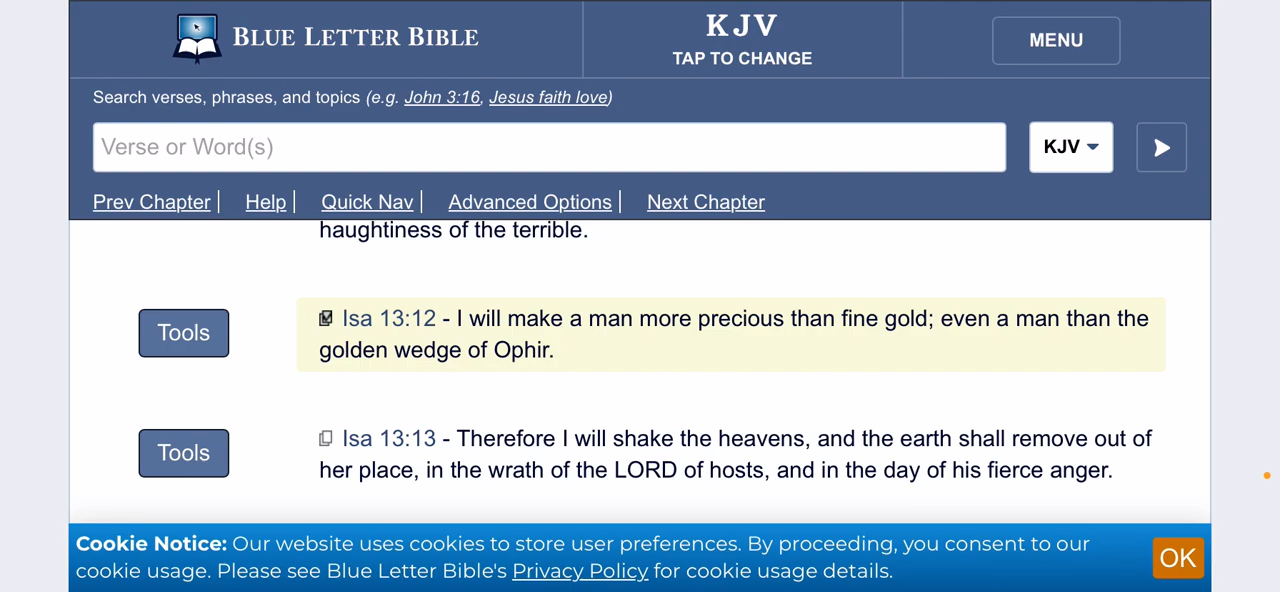 BLUE LETTER BIBLE
KJV
TAP TO CHANGE
MENU
Search verses, phrases, and topics (e.g. John 3:16, Jesus faith love)
Verse or Word(s)
KJV
Prev Chapter | Help | Quick Nav | Advanced Options | Next Chapter
haughtiness of the terrible.
Tools
Isa 13:12 - I will make a man more precious than fine gold; even a man than the
golden wedge of Ophir.
Tools
Isa 13:13 - Therefore I will shake the heavens, and the earth shall remove out of
her place, in the wrath of the LORD of hosts, and in the day of his fierce anger.
Cookie Notice: Our website uses cookies to store user preferences. By proceeding, you consent to our
cookie usage. Please see Blue Letter Bible's Privacy Policy for cookie usage details.
OK